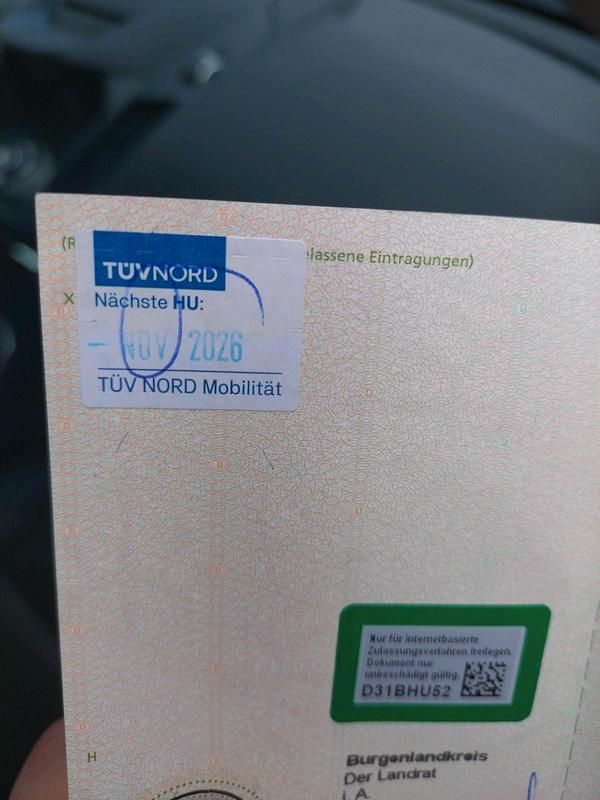 (R
elassene Eintragungen)
TÜVNORD
X
Nächste HU:
- NOV 2026
TÜV NORD Mobilität
Nur für internetbasierte
Zulassungsverfahren freilegen.
Dokument nur
unbeschädigt gültig.
D31BHU52
H
Burgenlandkreis
Der Landrat
i. A.